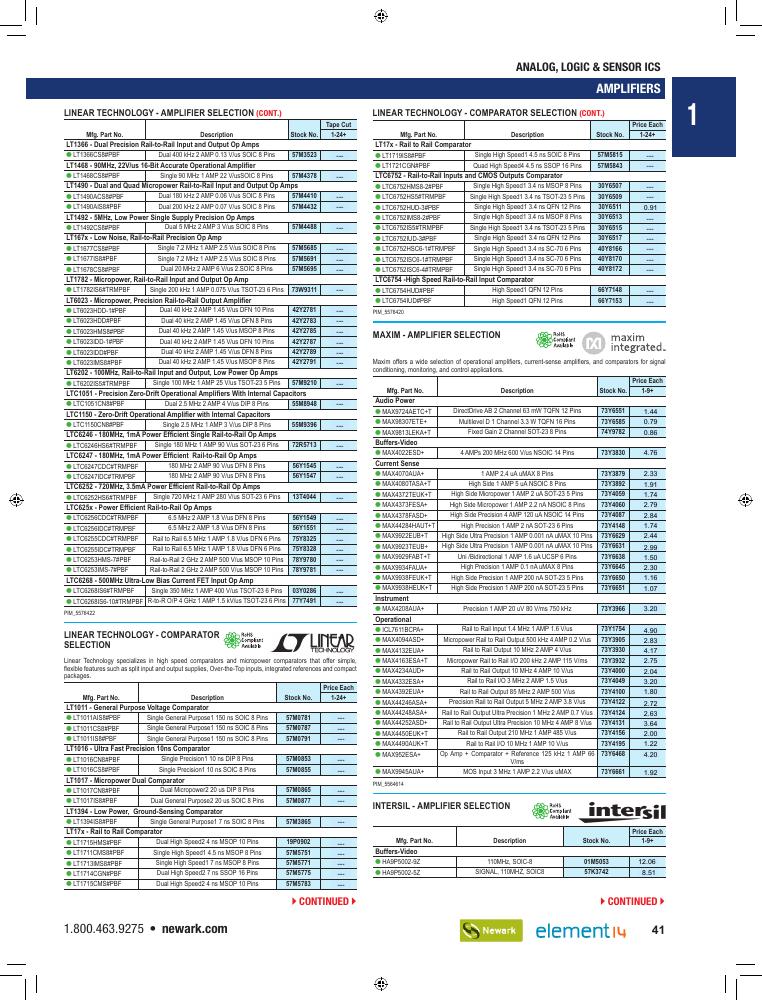 ANALOG, LOGIC & SENSOR ICS
AMPLIFIERS
1
LINEAR TECHNOLOGY - AMPLIFIER SELECTION (CONT.)
Tape Cut
Mfg. Part No. Description Stock No. 1-24+
LT1366 - Dual Precision Rail-to-Rail Input and Output Op Amps
LT1366CS8#PBF Dual 400 kHz 2 AMP 0.13 V/us SOIC 8 Pins 57M3523 ---
LT1468 - 90MHz, 22V/us 16-Bit Accurate Operational Amplifier
LT1468CS8#PBF Single 90 MHz 1 AMP 22 V/usSOIC 8 Pins 57M4378 ---
LT1490 - Dual and Quad Micropower Rail-to-Rail Input and Output Op Amps
LT1490ACS8#PBF Dual 180 kHz 2 AMP 0.06 V/us SOIC 8 Pins 57M4410 ---
LT1490AIS8#PBF Dual 200 kHz 2 AMP 0.07 V/us SOIC 8 Pins 57M4432 ---
LT1492 - 5MHz, Low Power Single Supply Precision Op Amps
LT1492CS8#PBF Dual 5 MHz 2 AMP 3 V/us SOIC 8 Pins 57M4488 ---
LT167x - Low Noise, Rail-to-Rail Precision Op Amp
LT1677CS8#PBF Single 7.2 MHz 1 AMP 2.5 V/us SOIC 8 Pins 57M5685 ---
LT1677IS8#PBF Single 7.2 MHz 1 AMP 2.5 V/us SOIC 8 Pins 57M5691 ---
LT1678CS8#PBF Dual 20 MHz 2 AMP 6 V/us 2 SOIC 8 Pins 57M5695 ---
LT1782 - Micropower, Rail-to-Rail Input and Output Op Amp
LT1782IS6#TRMPBF Single 200 kHz 1 AMP 0.075 V/us TSOT-23 6 Pins 73W9311 ---
LT6023 - Micropower, Precision Rail-to-Rail Output Amplifier
LT6023HDD-1#PBF Dual 40 kHz 2 AMP 1.45 V/us DFN 10 Pins 42Y2781 ---
LT6023HDD#PBF Dual 40 kHz 2 AMP 1.45 V/us DFN 8 Pins 42Y2783 ---
LT6023HMS8#PBF Dual 40 kHz 2 AMP 1.45 V/us MSOP 8 Pins 42Y2785 ---
LT6023IDD-1#PBF Dual 40 kHz 2 AMP 1.45 V/us DFN 10 Pins 42Y2787 ---
LT6023IDD#PBF Dual 40 kHz 2 AMP 1.45 V/us DFN 8 Pins 42Y2789 ---
LT6023IMS8#PBF Dual 40 kHz 2 AMP 1.45 V/us MSOP 8 Pins 42Y2791 ---
LT6202 - 100MHz, Rail-to-Rail Input and Output, Low Power Op Amps
LT6202IS5#TRMPBF Single 100 MHz 1 AMP 25 V/us TSOT-23 5 Pins 57M9210 ---
LTC1051 - Precision Zero-Drift Operational Amplifiers With Internal Capacitors
LTC1051CN8#PBF Dual 2.5 MHz 2 AMP 4 V/us DIP 8 Pins 55M8948 ---
LTC1150 - Zero-Drift Operational Amplifier with Internal Capacitors
LTC1150CN8#PBF Single 2.5 MHz 1 AMP 3 V/us DIP 8 Pins 55M9396 ---
LTC6246 - 180MHz, 1mA Power Efficient Single Rail-to-Rail Op Amps
LTC6246HS6#TRMPBF Single 180 MHz 1 AMP 90 V/us SOT-23 6 Pins 72R5713 ---
LTC6247 - 180MHz, 1mA Power Efficient Rail-to-Rail Op Amps
LTC6247CDC#TRMPBF 180 MHz 2 AMP 90 V/us DFN 8 Pins 56Y1545 ---
LTC6247IDC#TRMPBF 180 MHz 2 AMP 90 V/us DFN 8 Pins 56Y1547 ---
LTC6252 - 720MHz, 3.5mA Power Efficient Rail-to-Rail Op Amps
LTC6252HS6#TRMPBF Single 720 MHz 1 AMP 280 V/us SOT-23 6 Pins 13T4044 ---
LTC625x - Power Efficient Rail-to-Rail Op Amps
LTC6256CDC#TRMPBF 6.5 MHz 2 AMP 1.8 V/us DFN 8 Pins 56Y1549 ---
LTC6256IDC#TRMPBF 6.5 MHz 2 AMP 1.8 V/us DFN 8 Pins 56Y1551 ---
LTC6255CDC#TRMPBF Rail to Rail 6.5 MHz 1 AMP 1.8 V/us DFN 6 Pins 75Y8325 ---
LTC6255IDC#TRMPBF Rail to Rail 6.5 MHz 1 AMP 1.8 V/us DFN 6 Pins 75Y8328 ---
LTC6253HMS-7#PBF Rail-to-Rail 2 GHz 2 AMP 500 V/us MSOP 10 Pins 78Y9780 ---
LTC6253IMS-7#PBF Rail-to-Rail 2 GHz 2 AMP 500 V/us MSOP 10 Pins 78Y9781 ---
LTC6268 - 500MHz Ultra-Low Bias Current FET Input Op Amp
LTC6268IS6#TRMPBF Single 350 MHz 1 AMP 400 V/us TSOT-23 6 Pins 03Y0286 ---
LTC6268IS6-10#TRMPBF R-to-R O/P 4 GHz 1 AMP 1.5 kV/us TSOT-23 6 Pins 77Y7491 ---
PIM_5576422
LINEAR TECHNOLOGY - COMPARATOR SELECTION
RoHS Compliant Available
LINEAR TECHNOLOGY
Linear Technology specializes in high speed comparators and micropower comparators that offer simple,
flexible features such as split input and output supplies, Over-the-Top inputs, integrated references and compact
packages.
Price Each
Mfg. Part No. Description Stock No. 1-24+
LT1011 - General Purpose Voltage Comparator
LT1011AIS8#PBF Single General Purpose1 150 ns SOIC 8 Pins 57M0781 ---
LT1011CS8#PBF Single General Purpose1 150 ns SOIC 8 Pins 57M0787 ---
LT1011IS8#PBF Single General Purpose1 150 ns SOIC 8 Pins 57M0791 ---
LT1016 - Ultra Fast Precision 10ns Comparator
LT1016CN8#PBF Single Precision1 10 ns DIP 8 Pins 57M0853 ---
LT1016CS8#PBF Single Precision1 10 ns SOIC 8 Pins 57M0855 ---
LT1017 - Micropower Dual Comparator
LT1017CN8#PBF Dual Micropower2 20 us DIP 8 Pins 57M0865 ---
LT1017IS8#PBF Dual General Purpose2 20 us SOIC 8 Pins 57M0877 ---
LT1394 - Low Power, Ground-Sensing Comparator
LT1394IS8#PBF Single General Purpose1 7 ns SOIC 8 Pins 57M3865 ---
LT17x - Rail to Rail Comparator
LT1715HMS#PBF Dual High Speed2 4 ns MSOP 10 Pins 19P0902 ---
LT1711CMS8#PBF Single High Speed1 4.5 ns MSOP 8 Pins 57M5751 ---
LT1713IMS8#PBF Single High Speed1 7 ns MSOP 8 Pins 57M5771 ---
LT1714CGN#PBF Dual High Speed2 7 ns SSOP 16 Pins 57M5775 ---
LT1715CMS#PBF Dual High Speed2 4 ns MSOP 10 Pins 57M5783 ---
CONTINUED
LINEAR TECHNOLOGY - COMPARATOR SELECTION (CONT.)
Price Each
Mfg. Part No. Description Stock No. 1-24+
LT17x - Rail to Rail Comparator
LT1719IS8#PBF Single High Speed1 4.5 ns SOIC 8 Pins 57M5815 ---
LT1721CGN#PBF Quad High Speed4 4.5 ns SSOP 16 Pins 57M5843 ---
LTC6752 - Rail-to-Rail Inputs and CMOS Outputs Comparator
LTC6752HMS8-2#PBF Single High Speed1 3.4 ns MSOP 8 Pins 30Y6507 ---
LTC6752HS5#TRMPBF Single High Speed1 3.4 ns TSOT-23 5 Pins 30Y6509 ---
LTC6752HUD-3#PBF Single High Speed1 3.4 ns QFN 12 Pins 30Y6511 0.91
LTC6752IMS8-2#PBF Single High Speed1 3.4 ns MSOP 8 Pins 30Y6513 ---
LTC6752IS5#TRMPBF Single High Speed1 3.4 ns TSOT-23 5 Pins 30Y6515 ---
LTC6752IUD-3#PBF Single High Speed1 3.4 ns QFN 12 Pins 30Y6517 ---
LTC6752HSC6-1#TRMPBF Single High Speed1 3.4 ns SC-70 6 Pins 40Y8166 ---
LTC6752ISC6-1#TRMPBF Single High Speed1 3.4 ns SC-70 6 Pins 40Y8170 ---
LTC6752ISC6-4#TRMPBF Single High Speed1 3.4 ns SC-70 6 Pins 40Y8172 ---
LTC6754 -High Speed Rail-to-Rail Input Comparator
LTC6754HUD#PBF High Speed1 QFN 12 Pins 66Y7148 ---
LTC6754IUD#PBF High Speed1 QFN 12 Pins 66Y7153 ---
PIM_5576420
MAXIM - AMPLIFIER SELECTION
RoHS Compliant Available
maxim integrated™
Maxim offers a wide selection of operational amplifiers, current-sense amplifiers, and comparators for signal
conditioning, monitoring, and control applications.
Price Each
Mfg. Part No. Description Stock No. 1-9+
Audio Power
MAX9724AETC+T DirectDrive AB 2 Channel 63 mW TQFN 12 Pins 73Y6551 1.44
MAX98307ETE+ Multilevel D 1 Channel 3.3 W TQFN 16 Pins 73Y6585 0.79
MAX9813LEKA+T Fixed Gain 2 Channel SOT-23 8 Pins 74Y9782 0.86
Buffers-Video
MAX4022ESD+ 4 AMPS 200 MHz 600 V/us NSOIC 14 Pins 73Y3830 4.76
Current Sense
MAX4070AUA+ 1 AMP 2.4 uA uMAX 8 Pins 73Y3879 2.33
MAX4080TASA+T High Side 1 AMP 5 uA NSOIC 8 Pins 73Y3892 1.91
MAX4372TEUK+T High Side Micropower 1 AMP 2 uA SOT-23 5 Pins 73Y4059 1.74
MAX4373FESA+ High Side Micropower 1 AMP 2.2 nA NSOIC 8 Pins 73Y4060 2.79
MAX4378FASD+ High Side Precision 4 AMP 120 uA NSOIC 14 Pins 73Y4087 2.84
MAX44284HAUT+T High Precision 1 AMP 2 nA SOT-23 6 Pins 73Y4148 1.74
MAX9922EUB+T High Side Ultra Precision 1 AMP 0.001 nA uMAX 10 Pins 73Y6629 2.44
MAX9923TEUB+ High Side Ultra Precision 1 AMP 0.001 nA uMAX 10 Pins 73Y6631 2.99
MAX9929FABT+T Uni-/Bidirectional 1 AMP 1.6 uA UCSP 6 Pins 73Y6638 1.50
MAX9934FAUA+ High Precision 1 AMP 0.1 nA uMAX 8 Pins 73Y6645 2.30
MAX9938FEUK+T High Side Precision 1 AMP 200 nA SOT-23 5 Pins 73Y6650 1.16
MAX9938HEUK+T High Side Precision 1 AMP 200 nA SOT-23 5 Pins 73Y6651 1.07
Instrument
MAX4208AUA+ Precision 1 AMP 20 uV 80 V/ms 750 kHz 73Y3966 3.20
Operational
ICL7611BCPA+ Rail to Rail Input 1.4 MHz 1 AMP 1.6 V/us 73Y1754 4.90
MAX4094ASD+ Micropower Rail to Rail Output 500 kHz 4 AMP 0.2 V/us 73Y3905 2.83
MAX4132EUA+ Rail to Rail Output 10 MHz 2 AMP 4 V/us 73Y3930 4.17
MAX4163ESA+T Micropower Rail to Rail I/O 200 kHz 2 AMP 115 V/ms 73Y3932 2.75
MAX4234AUD+ Rail to Rail Output 10 MHz 4 AMP 10 V/us 73Y4000 2.04
MAX4332ESA+ Rail to Rail I/O 3 MHz 2 AMP 1.5 V/us 73Y4049 3.20
MAX4392EUA+ Rail to Rail Output 85 MHz 2 AMP 500 V/us 73Y4100 1.80
MAX44246ASA+ Precision Rail to Rail Output 5 MHz 2 AMP 3.8 V/us 73Y4122 2.72
MAX44248ASA+ Rail to Rail Output Ultra Precision 1 MHz 2 AMP 0.7 V/us 73Y4124 2.63
MAX44252ASD+ Rail to Rail Output Ultra Precision 10 MHz 4 AMP 8 V/us 73Y4131 3.64
MAX4450EUK+T Rail to Rail Output 210 MHz 1 AMP 485 V/us 73Y4156 2.00
MAX4490AUK+T Rail to Rail I/O 10 MHz 1 AMP 10 V/us 73Y4195 1.22
MAX952ESA+ Op Amp + Comparator + Reference 125 kHz 1 AMP 66 73Y6468 4.20
V/ms
MAX9945AUA+ MOS Input 3 MHz 1 AMP 2.2 V/us uMAX 73Y6661 1.92
PIM_5564614
INTERSIL - AMPLIFIER SELECTION
RoHS Compliant Available
intersil
Price Each
Mfg. Part No. Description Stock No. 1-9+
Buffers-Video
HA9P5002-9Z 110MHz, SOIC-8 01M5053 12.06
HA9P5002-5Z SIGNAL, 110MHZ, SOIC8 57K3742 8.51
CONTINUED
1.800.463.9275 • newark.com
Newark
element14
41